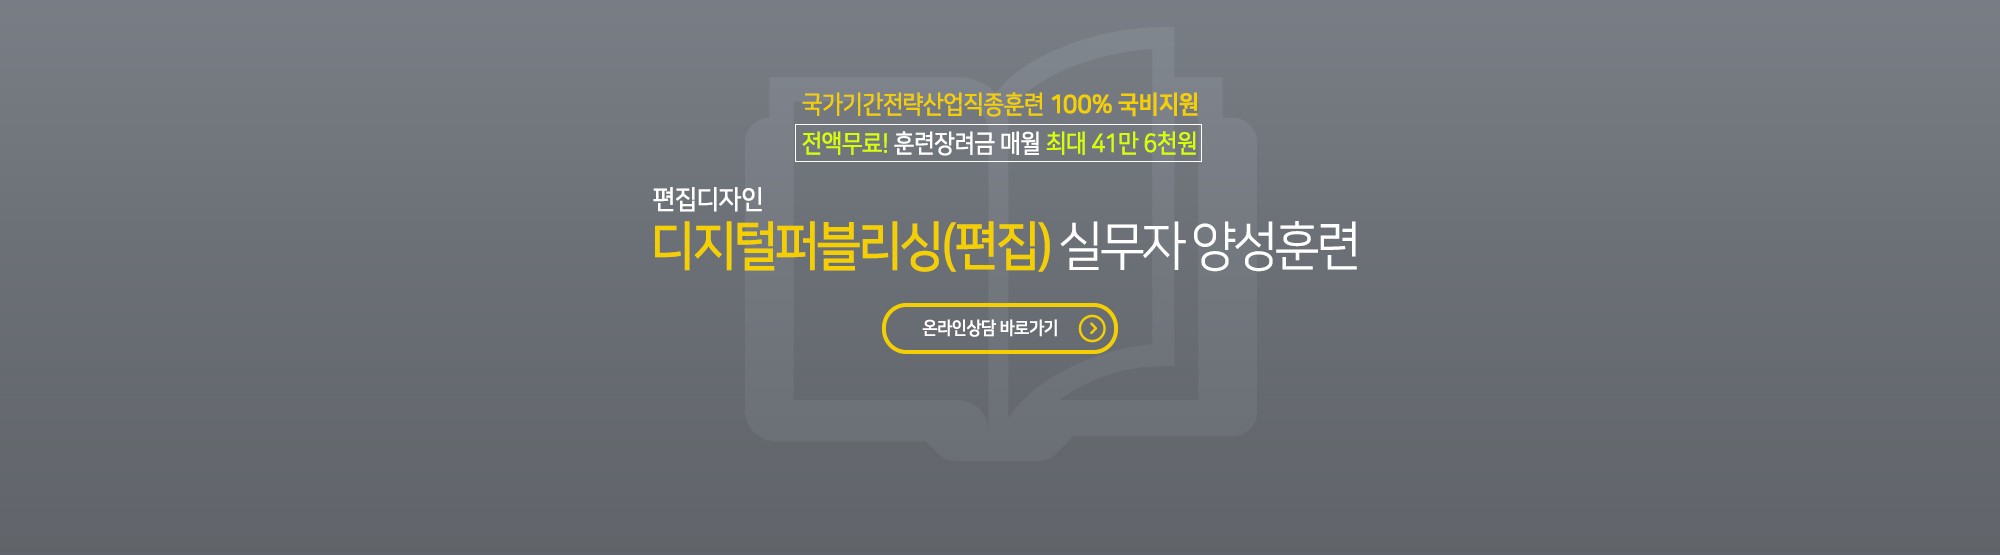 국가기간전략산업직종훈련 100% 국비지원
전액무료! 훈련장려금 매월 최대 41만 6천원
편집디자인
디지털퍼블리싱(편집) 실무자 양성훈련
온라인상담 바로가기